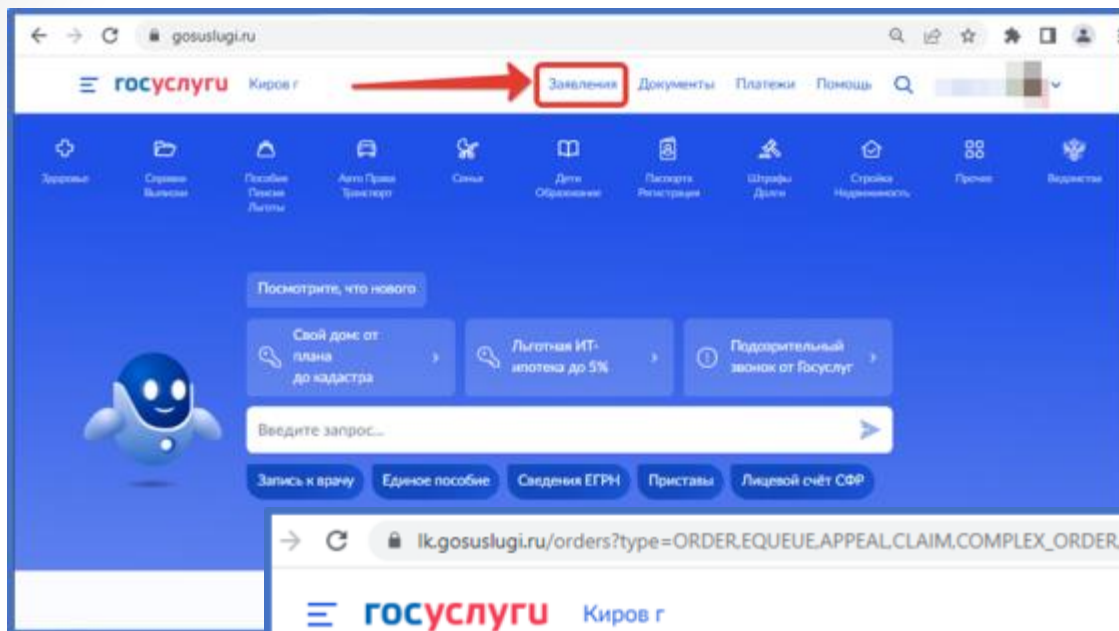 gosuslugi.ru
госуслуги Киров г Заявления Документы Платежи Помощь
Здоровье
Справки
Выписки
Пособия
Пенсия
Льготы
Авто Права
Транспорт
Семья
Дети
Образование
Паспорта
Регистрация
Штрафы
Долги
Стройка
Недвижимость
Прочее
Ведомства
Посмотрите, что нового
Свой дом: от
плана
до кадастра
Льготная ИТ-
ипотека до 5%
Подозрительный
звонок от Госуслуг
Введите запрос...
Запись к врачу Единое пособие Сведения ЕГРН Приставы Лицевой счёт СФР
lk.gosuslugi.ru/orders?type=ORDER,EQUEUE,APPEAL,CLAIM,COMPLEX_ORDER,
госуслуги Киров г